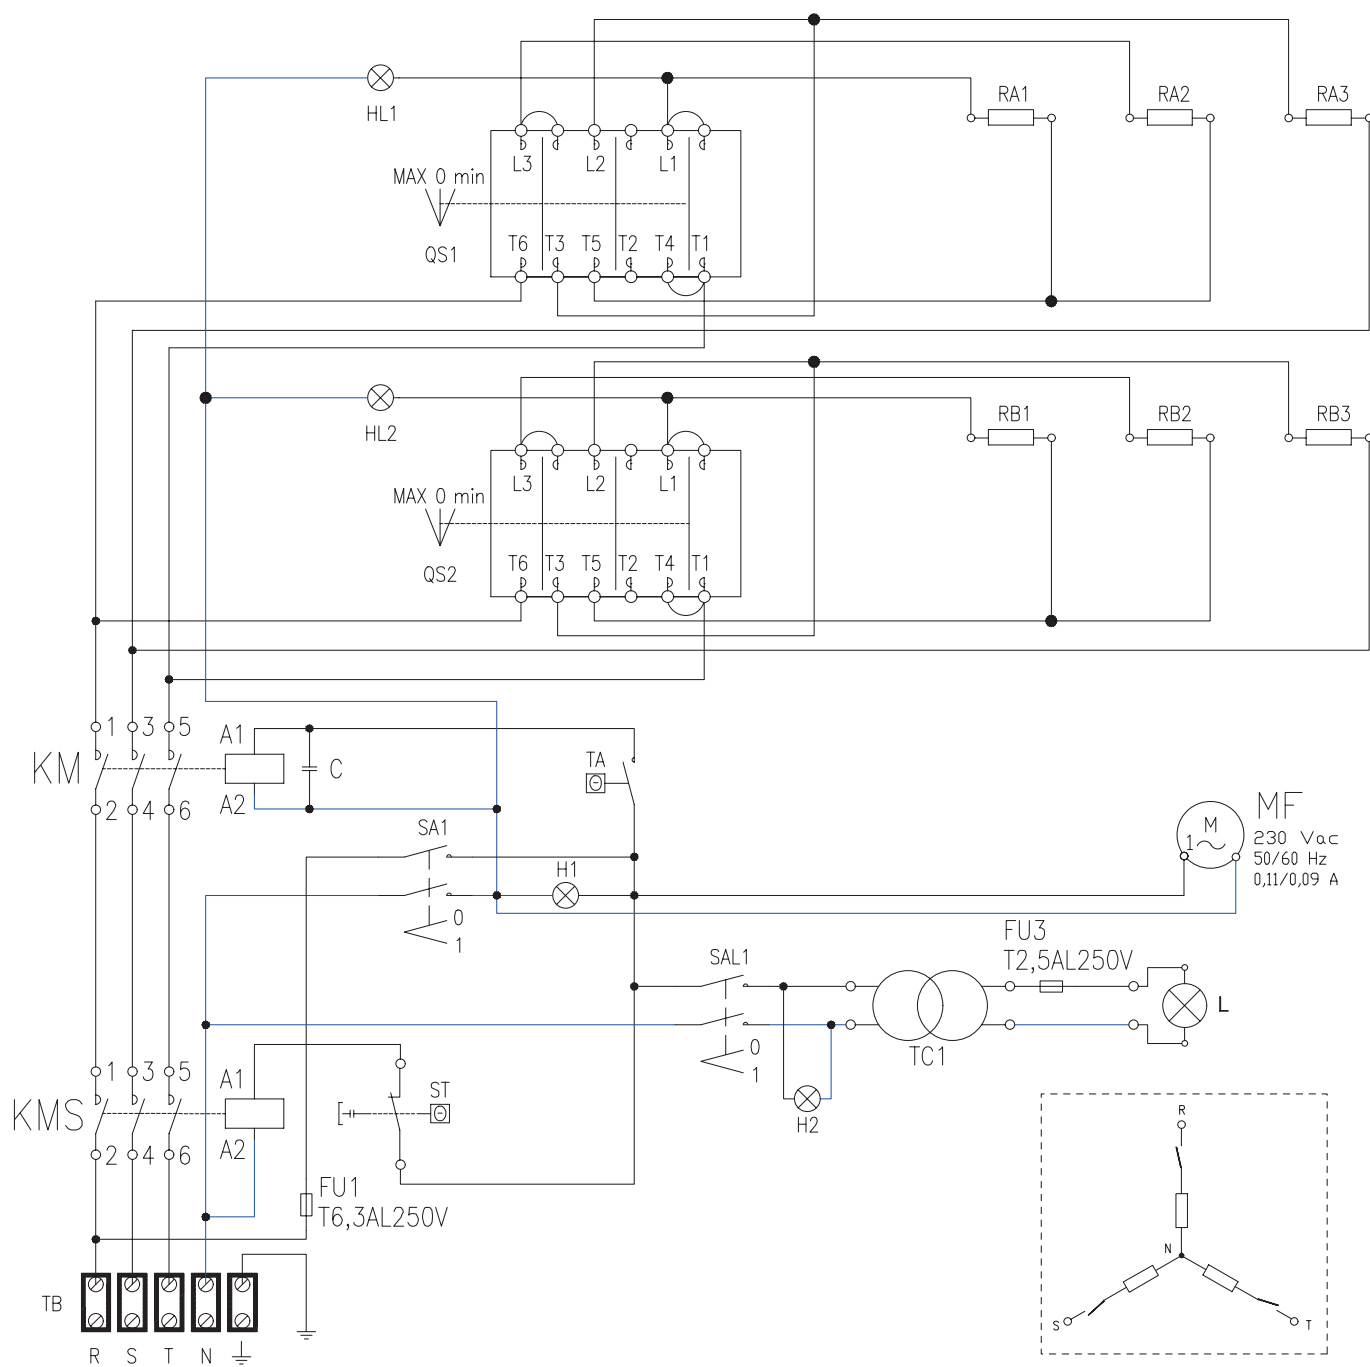 HL1
RA1
RA2
RA3
L3 L2 L1
MAX 0 min
QS1
T6 T3 T5 T2 T4 T1
HL2
RB1
RB2
RB3
L3 L2 L1
MAX 0 min
QS2
T6 T3 T5 T2 T4 T1
1 3 5
A1
KM
C
A2
2 4 6
TA
SA1
H1
0
1
M
1
MF
230 Vac
50/60 Hz
0,11/0,09 A
FU3
T2,5AL250V
SAL1
0
1
TC1
L
H2
1 3 5
A1
KMS
A2
2 4 6
ST
FU1
T6,3AL250V
TB
R S T N
R
N
S
T